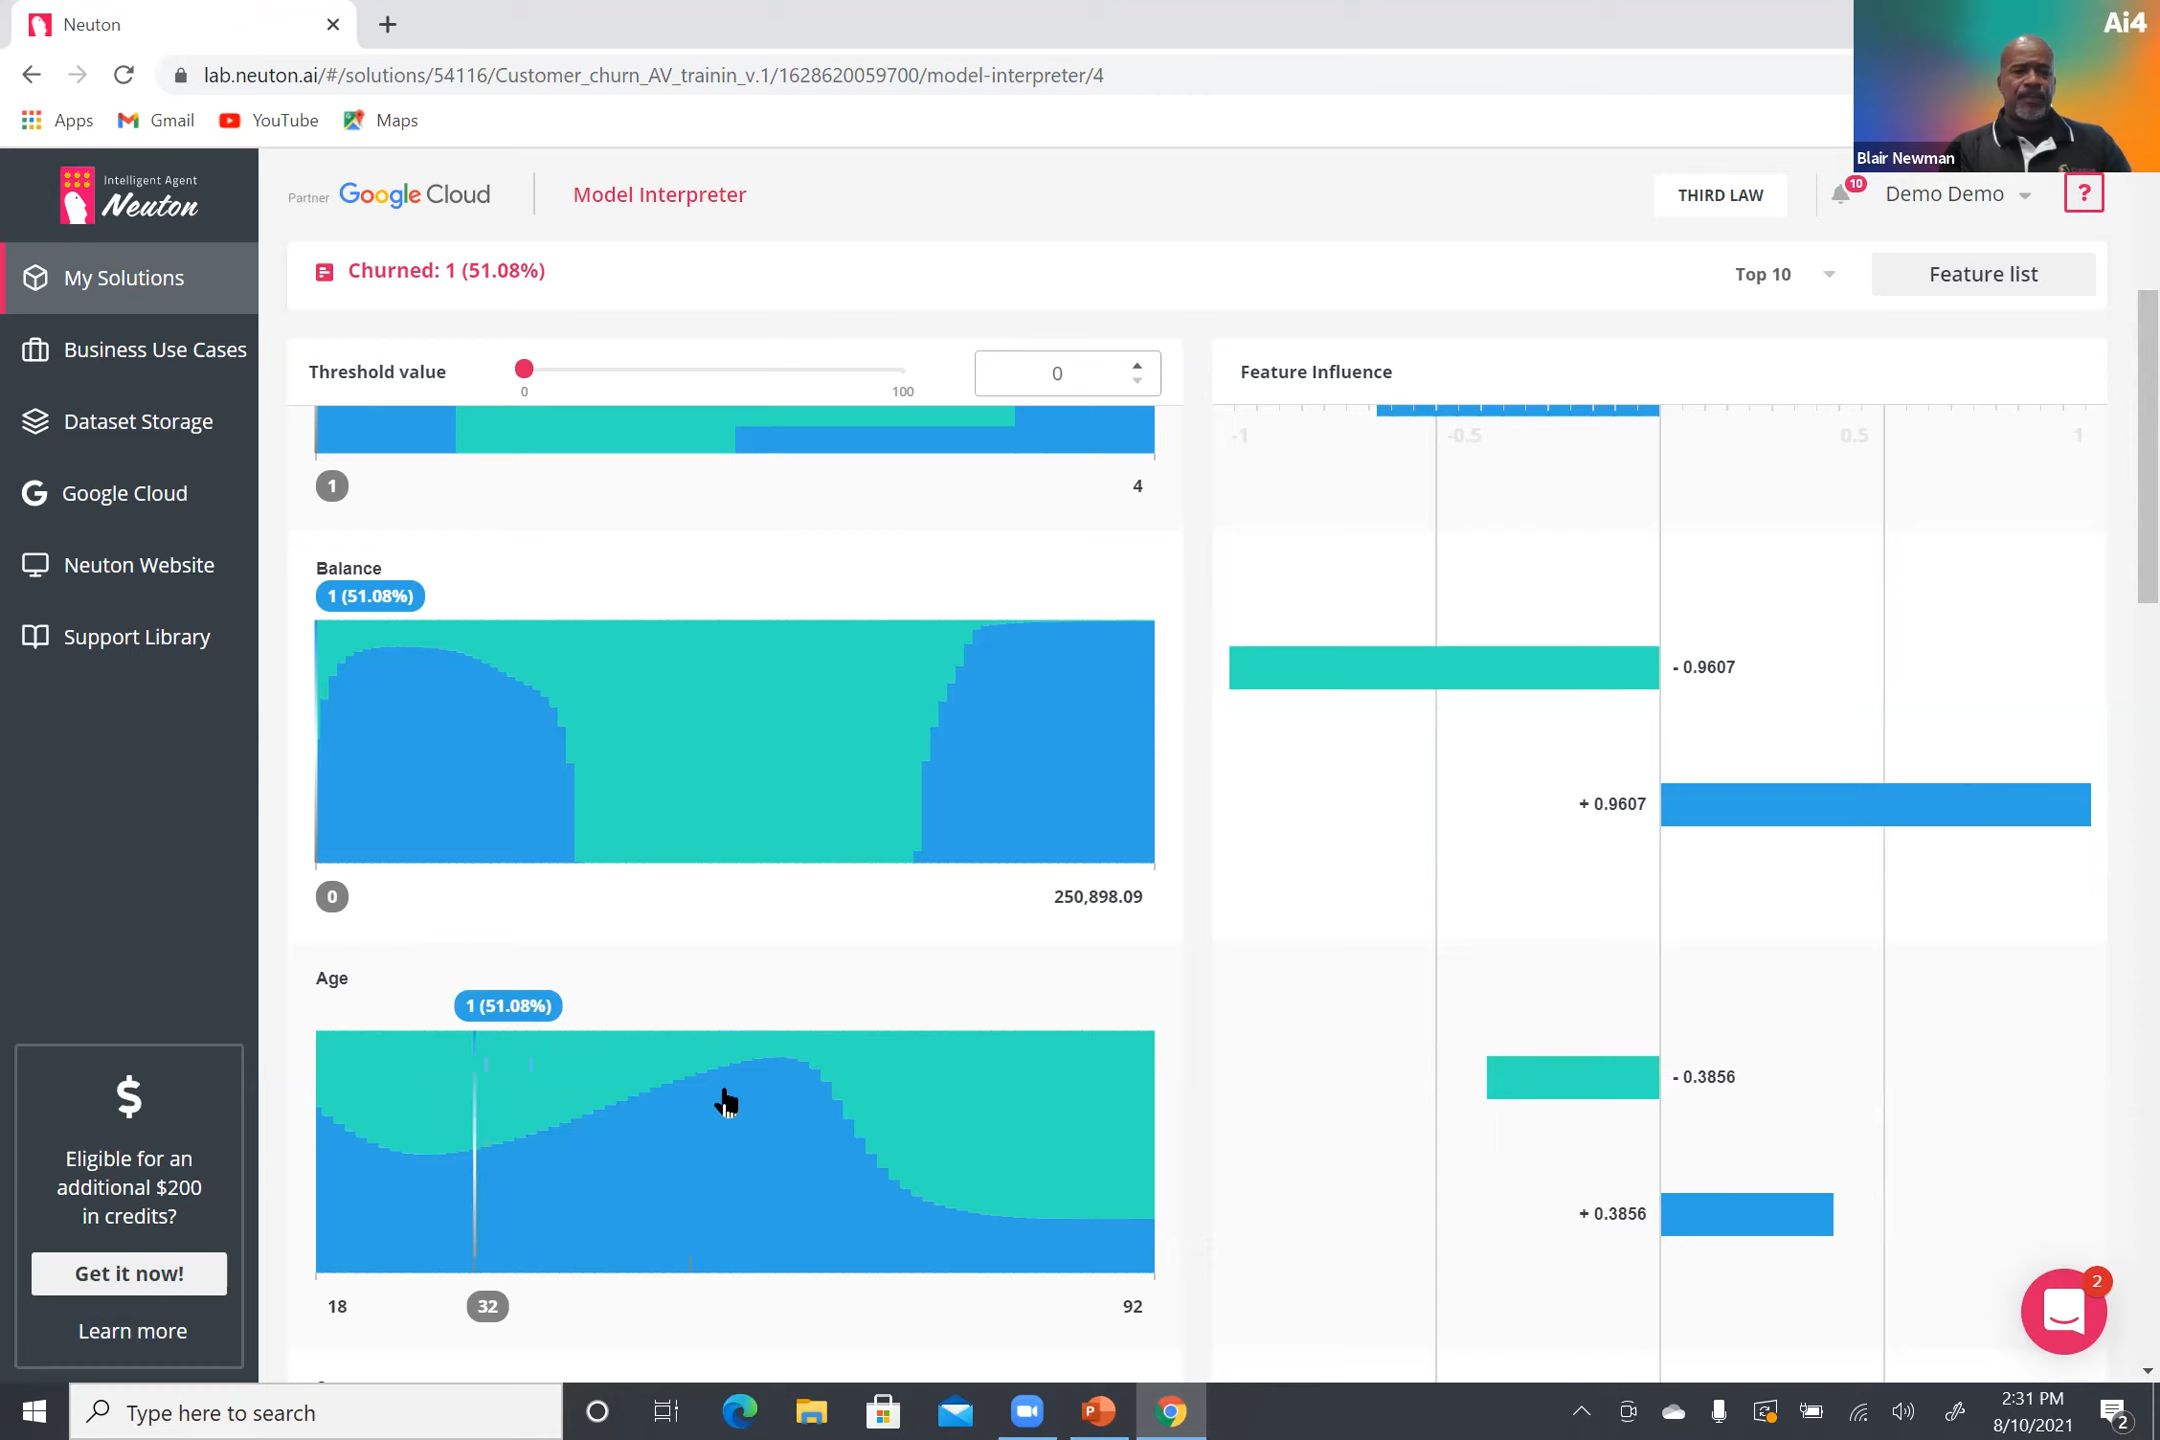 Neuton
Ai4
lab.neuton.ai/#/solutions/54116/Customer_churn_AV_trainin_v.1/1628620059700/model-interpreter/4
Apps
Gmail
YouTube
Maps
Blair Newman
Intelligent Agent
Neuton
Partner Google Cloud
Model Interpreter
THIRD LAW
10
Demo Demo
?
My Solutions
Business Use Cases
Dataset Storage
Google Cloud
Neuton Website
Support Library
Churned: 1 (51.08%)
Top 10
Feature list
Threshold value
0
100
0
Feature Influence
-1
-0.5
0.5
1
1
4
Balance
1 (51.08%)
0
250,898.09
- 0.9607
+ 0.9607
Age
1 (51.08%)
18
32
92
- 0.3856
+ 0.3856
$
Eligible for an
additional $200
in credits?
Get it now!
Learn more
2
Type here to search
2:31 PM
8/10/2021
2